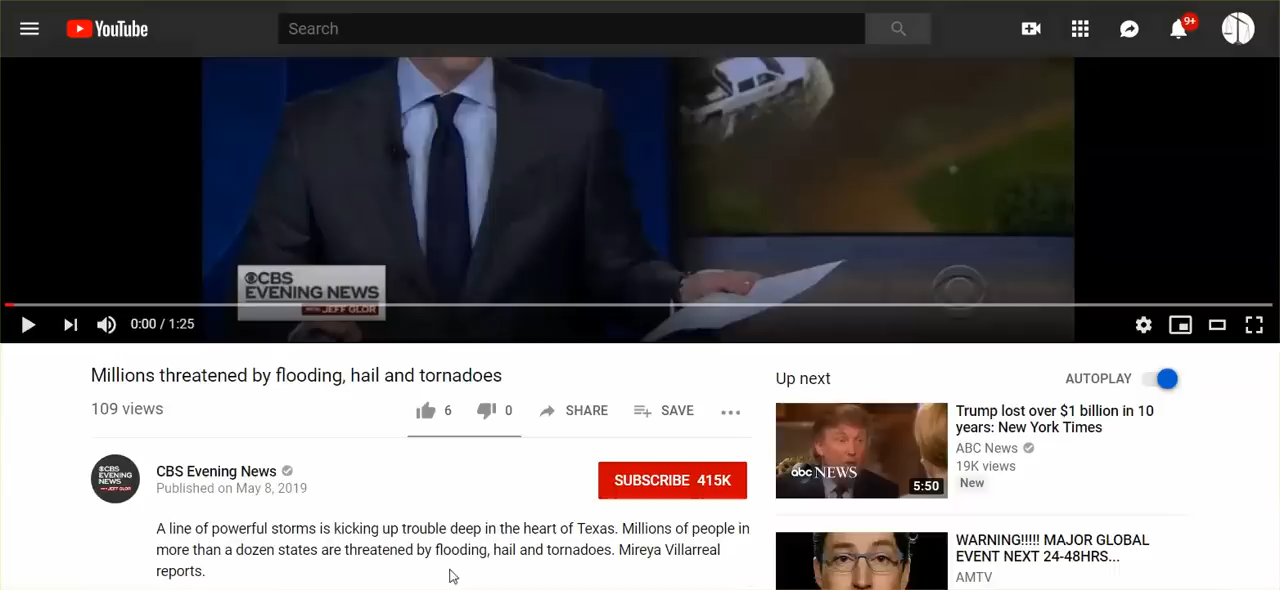 YouTube
Search
9+
CBS
EVENING NEWS
WITH JEFF GLOR
0:00 / 1:25
Millions threatened by flooding, hail and tornadoes
109 views
6
0
SHARE
SAVE
CBS Evening News
Published on May 8, 2019
SUBSCRIBE 415K
A line of powerful storms is kicking up trouble deep in the heart of Texas. Millions of people in
more than a dozen states are threatened by flooding, hail and tornadoes. Mireya Villarreal
reports.
CBS
EVENING
NEWS
Up next
AUTOPLAY
abc NEWS
5:50
Trump lost over $1 billion in 10
years: New York Times
ABC News
19K views
New
WARNING!!!!! MAJOR GLOBAL
EVENT NEXT 24-48HRS...
AMTV